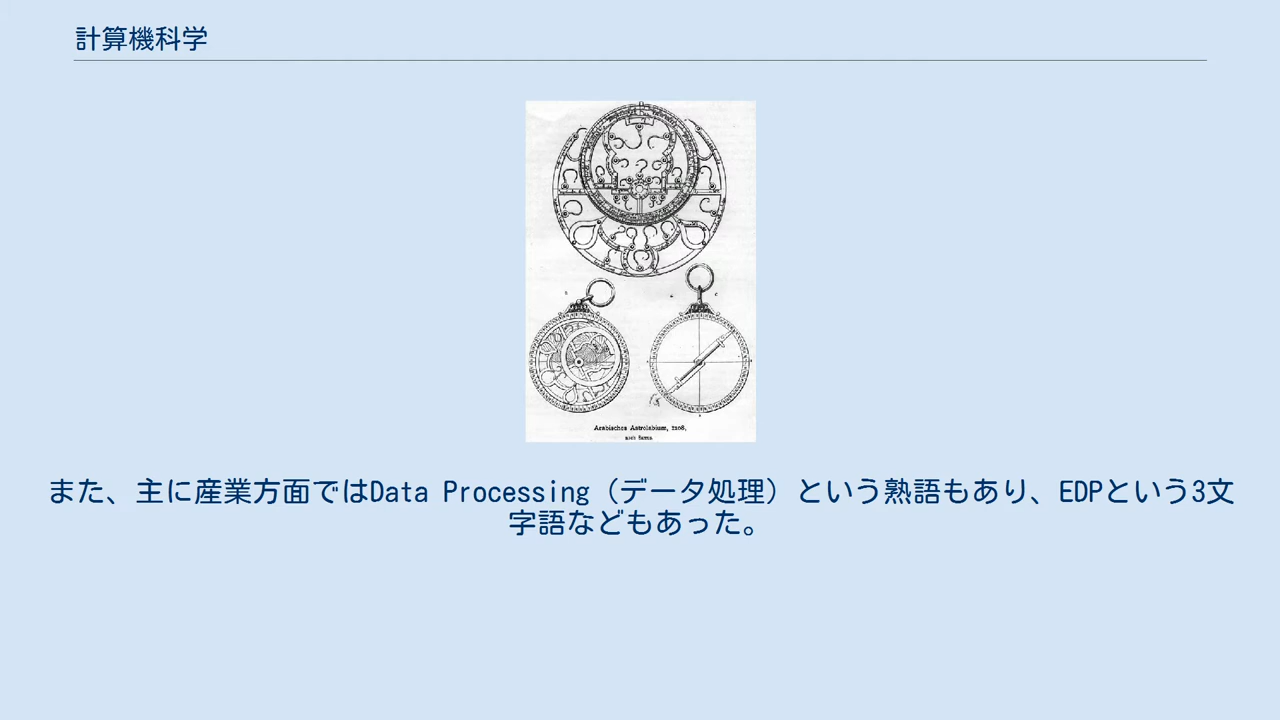 計算機科学
Arabisches Astrolabium, 1208,
また、主に産業方面ではData Processing（データ処理）という熟語もあり、EDPという3文
字語などもあった。